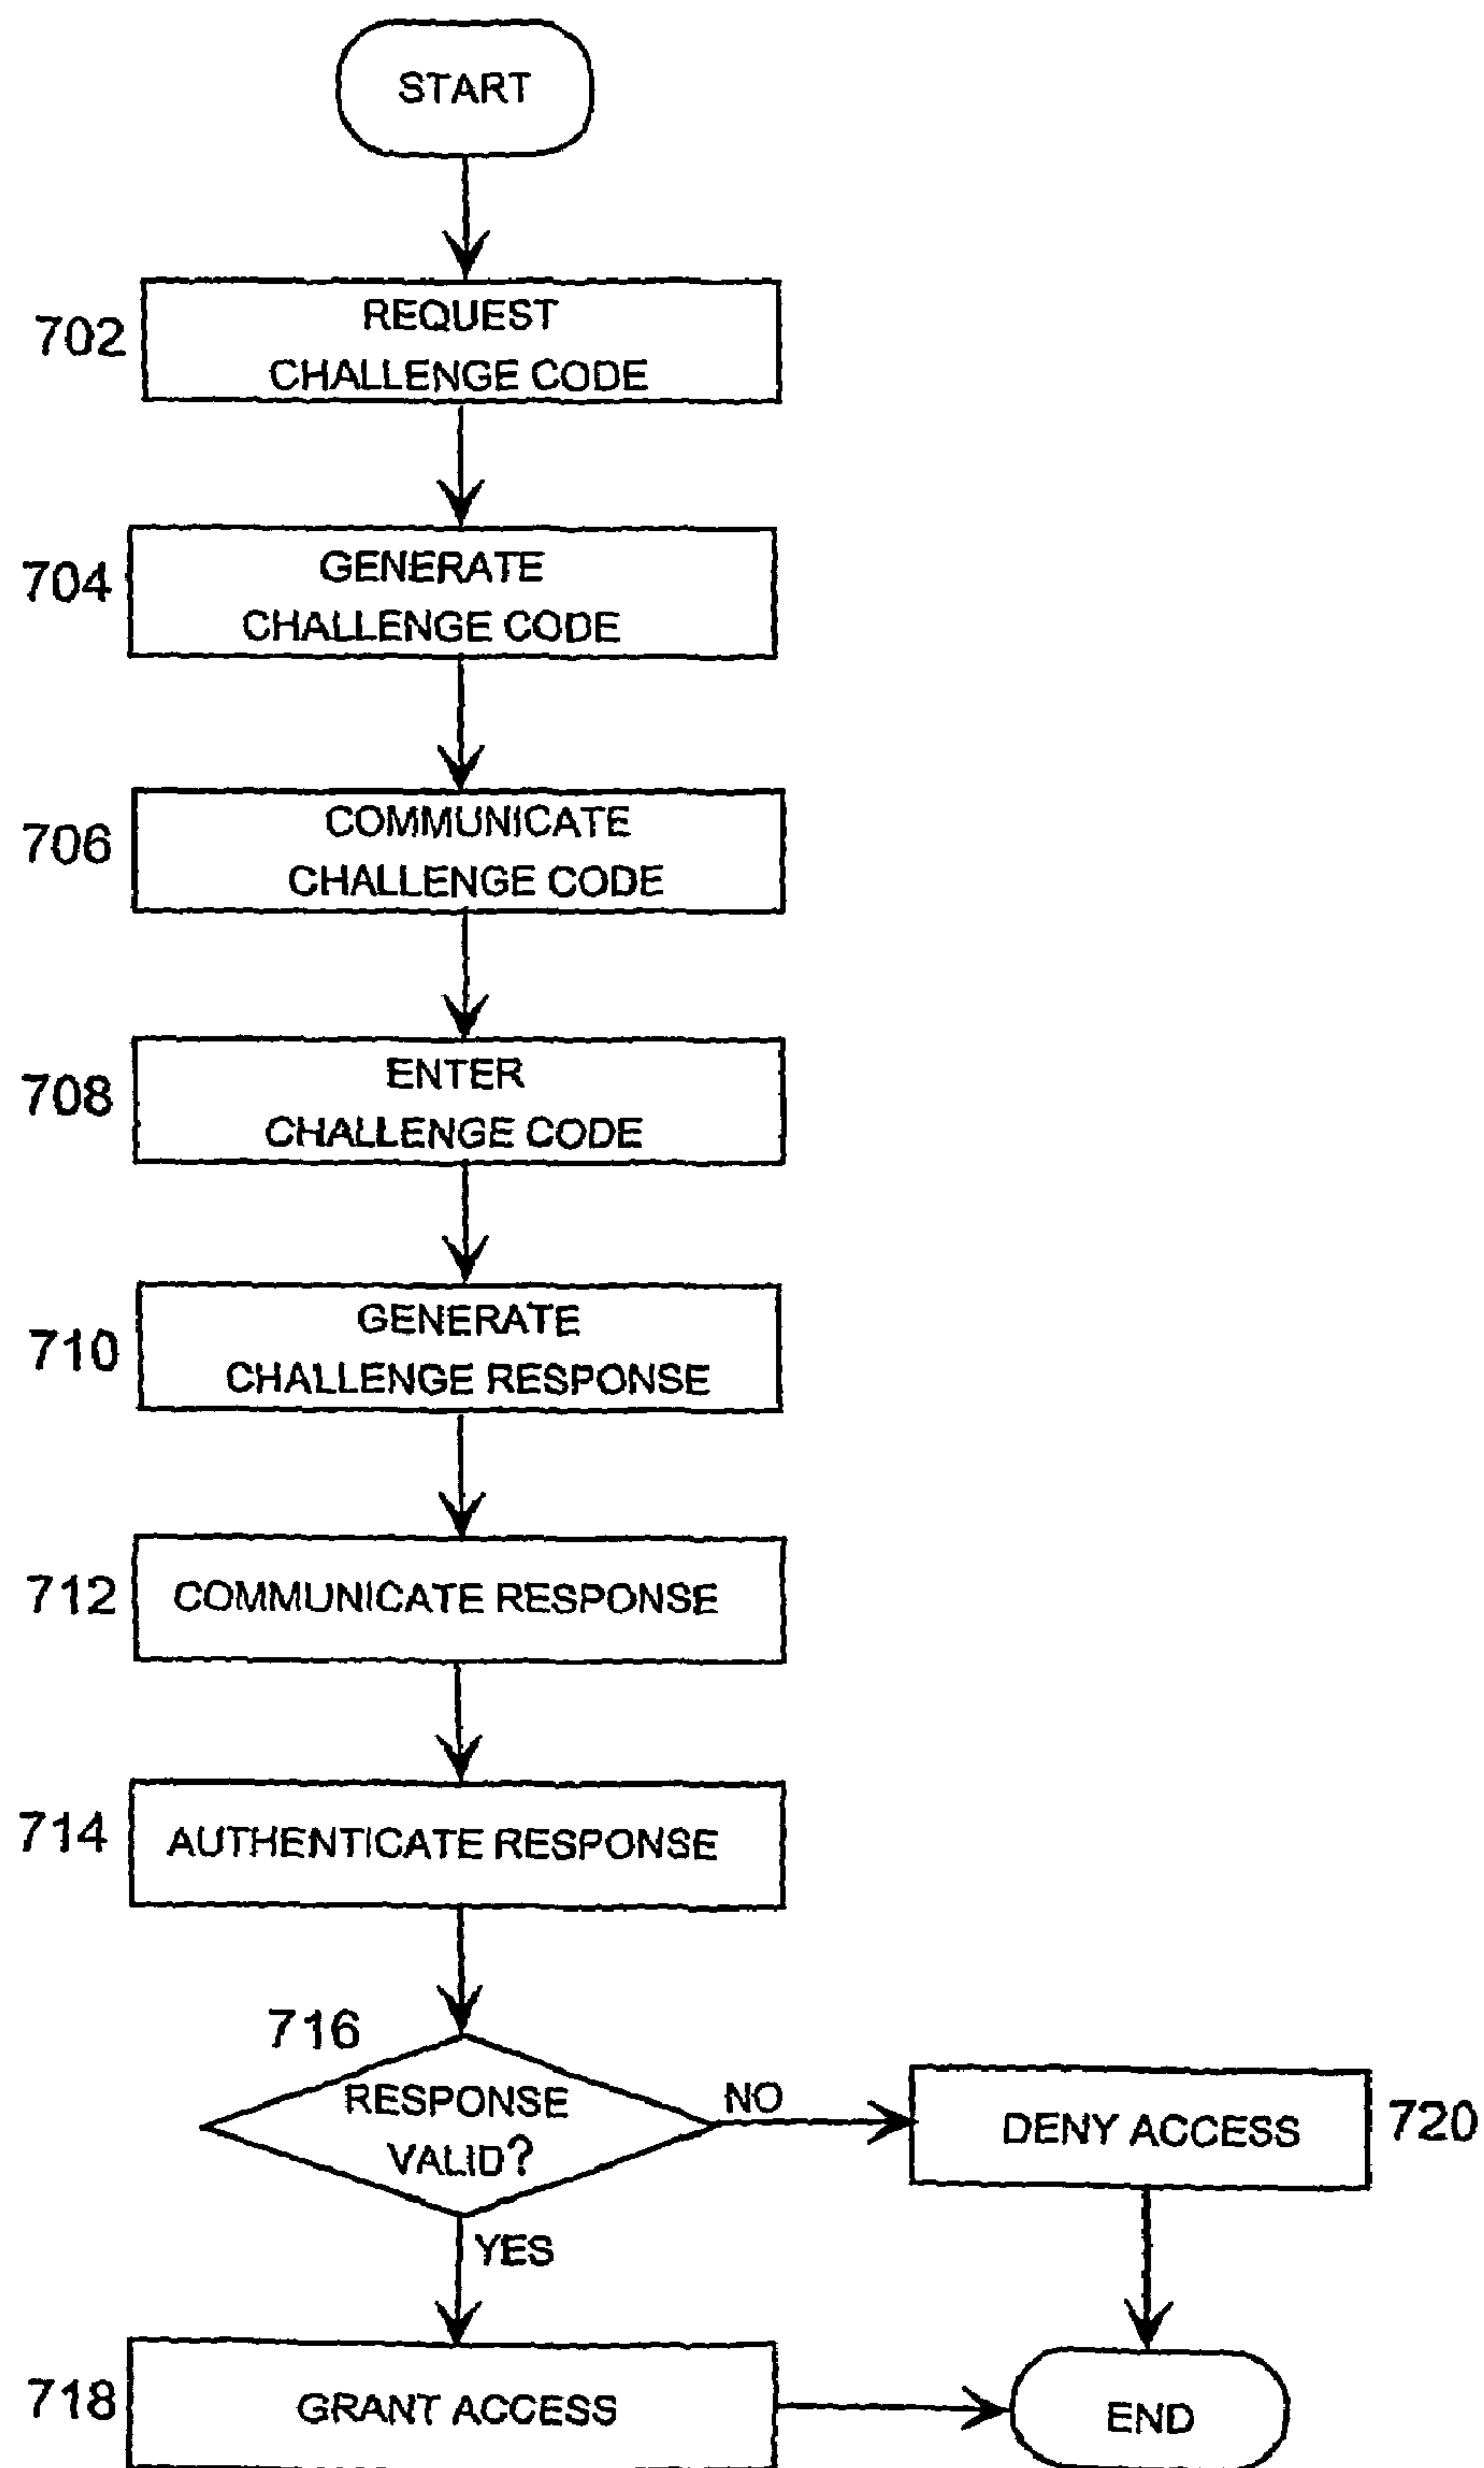 START
702
REQUEST
CHALLENGE CODE
704
GENERATE
CHALLENGE CODE
706
COMMUNICATE
CHALLENGE CODE
708
ENTER
CHALLENGE CODE
710
GENERATE
CHALLENGE RESPONSE
712
COMMUNICATE RESPONSE
714
AUTHENTICATE RESPONSE
716
RESPONSE
VALID?
NO
DENY ACCESS
720
YES
718
GRANT ACCESS
END